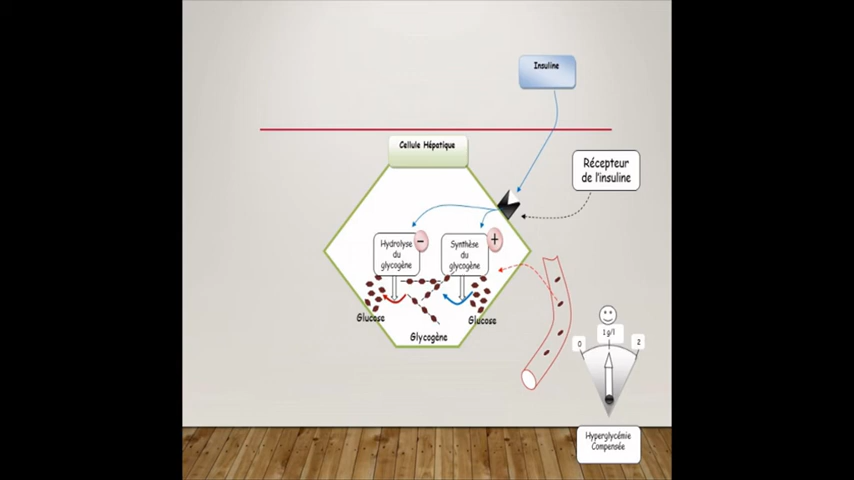 Insuline
Cellule Hépatique
Récepteur
de l'insuline
Hydrolyse
du
glycogène
−
Synthèse
du
glycogène
+
Glucose
Glucose
Glycogène
1 g/l
0
2
Hyperglycémie
Compensée